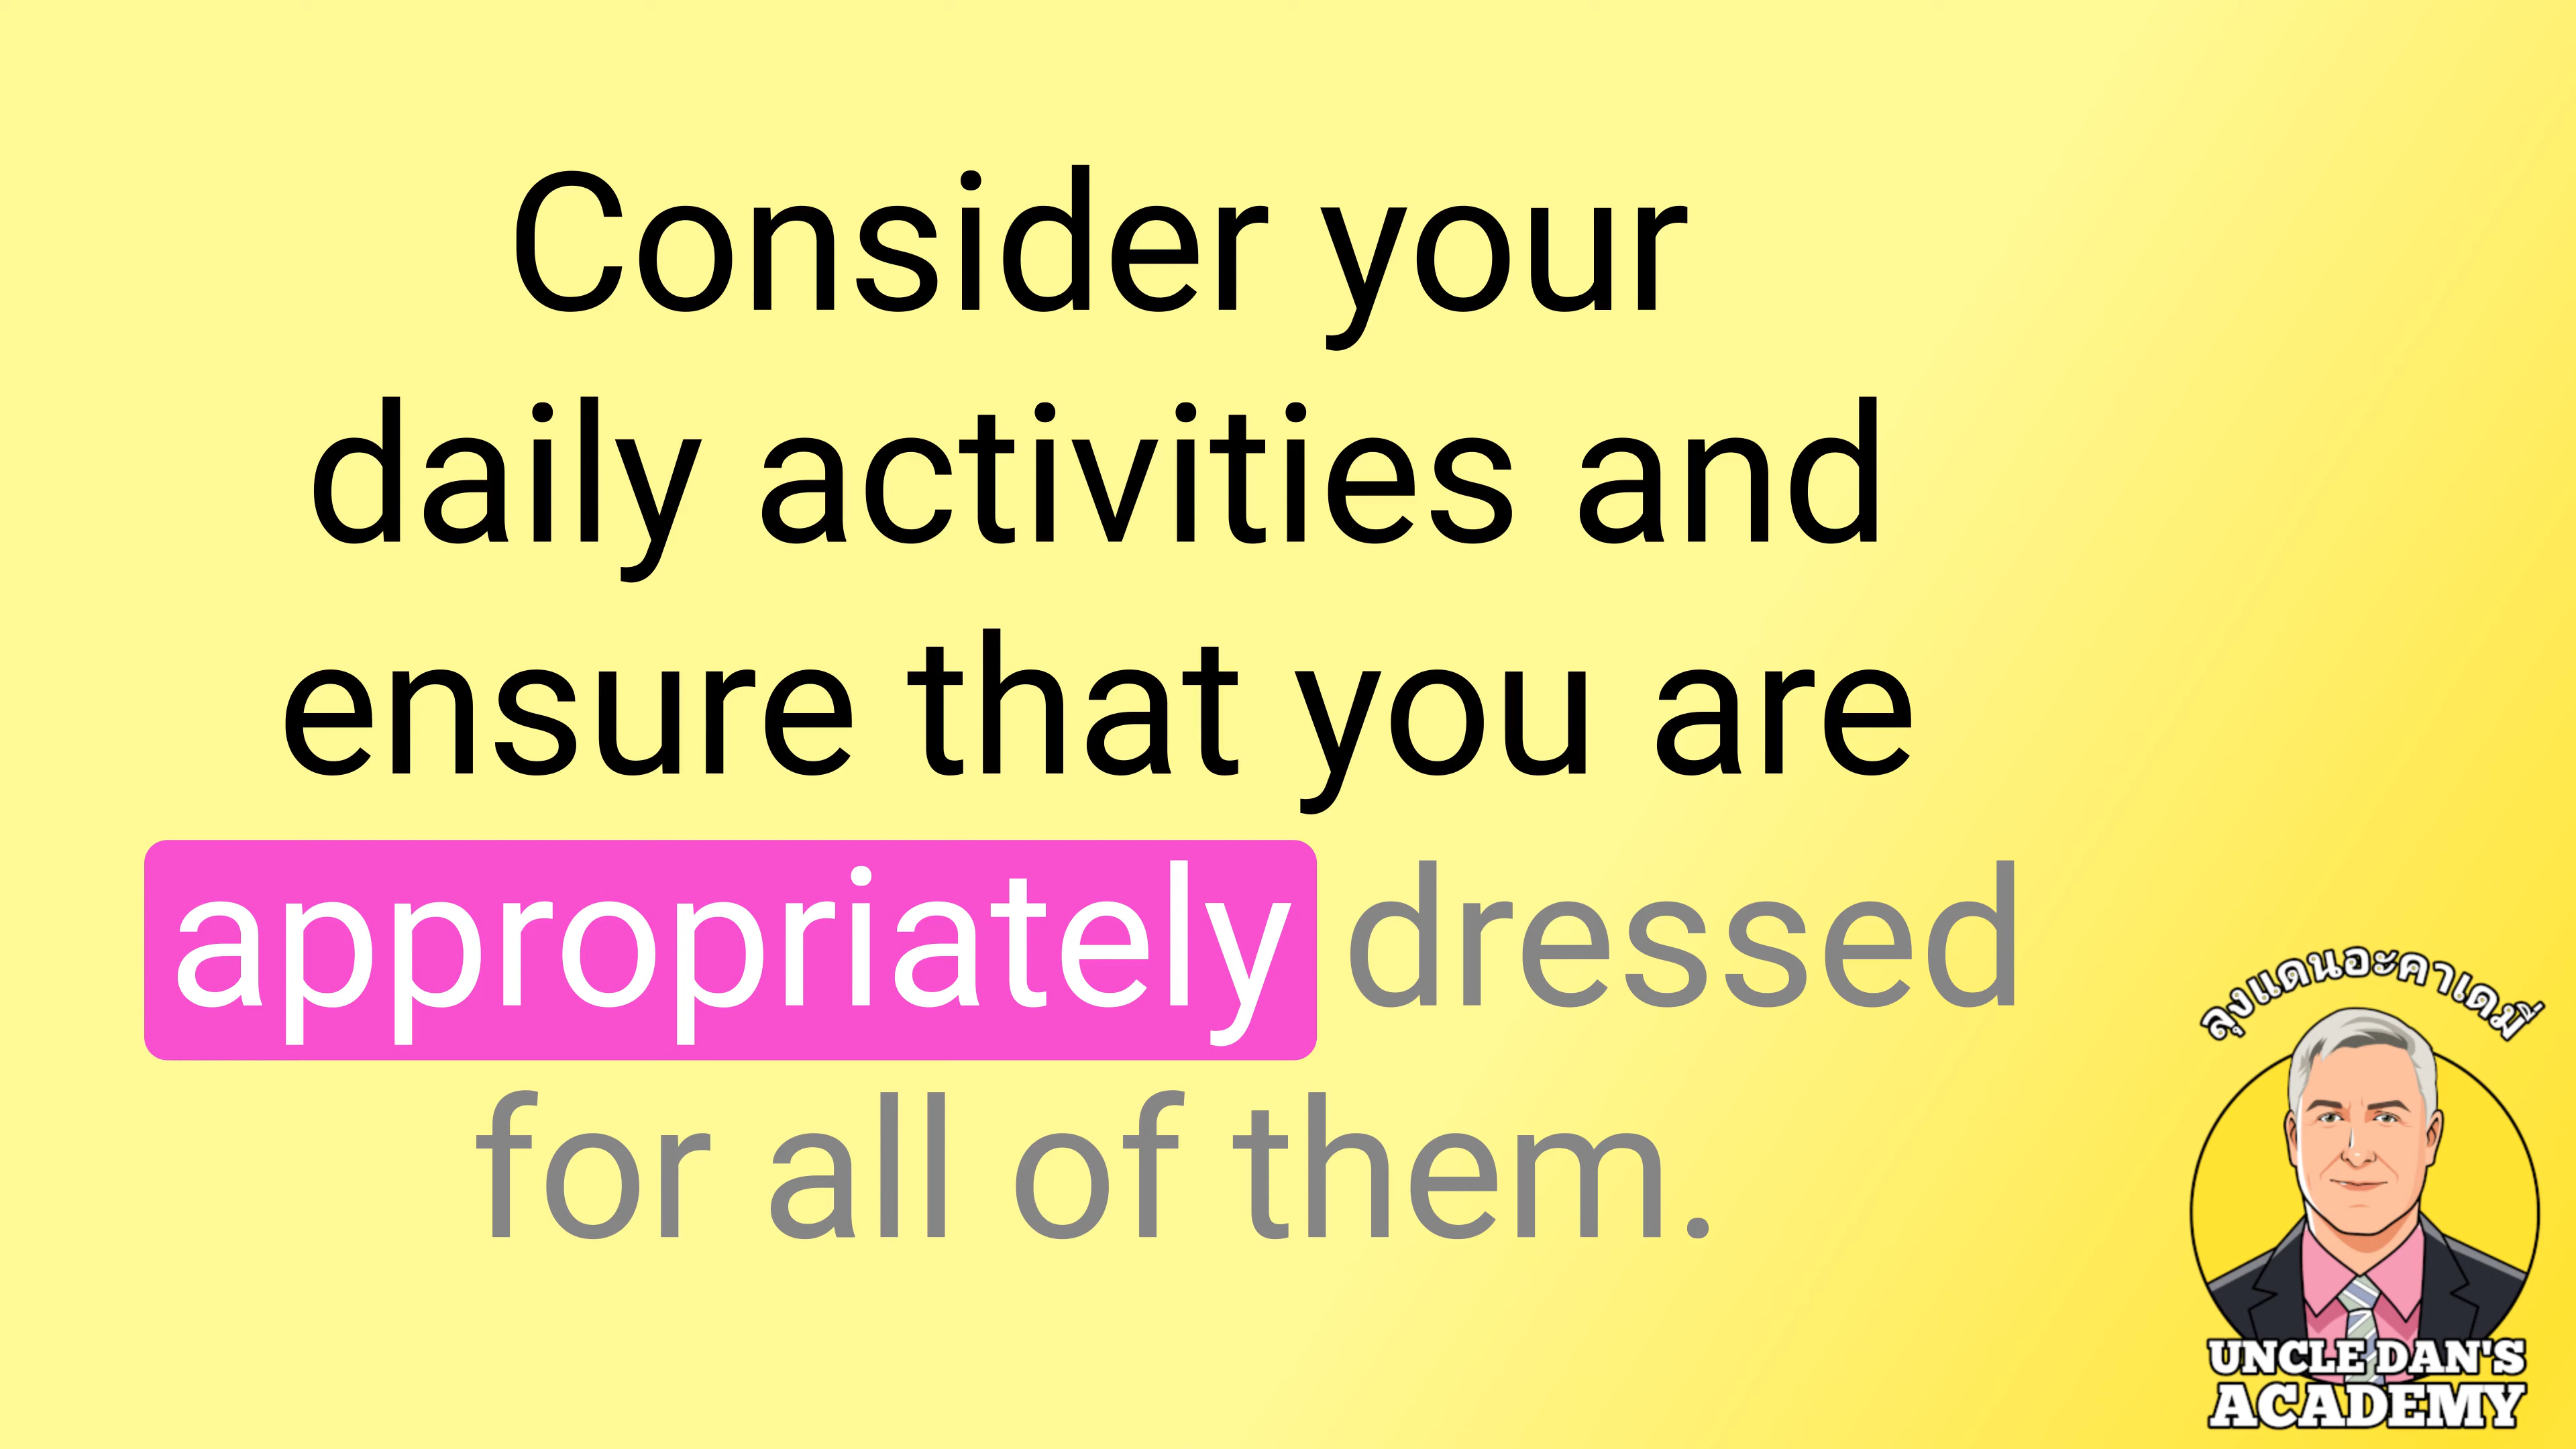 Consider your
daily activities and
ensure that you are
appropriately dressed
for all of them.
ลุงแดนอะคาเดมี่
UNCLE DAN'S
ACADEMY